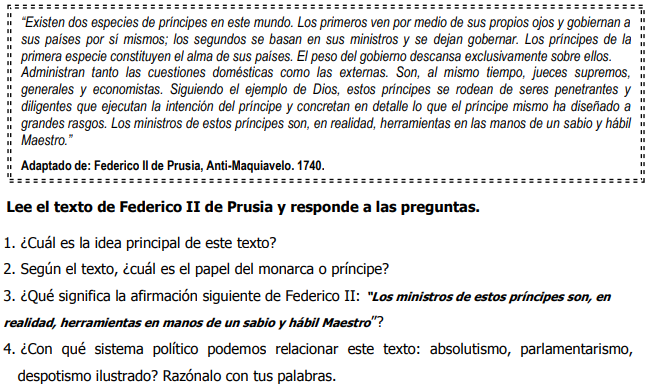 “Existen dos especies de príncipes en este mundo. Los primeros ven por medio de sus propios ojos y gobiernan a
sus países por sí mismos; los segundos se basan en sus ministros y se dejan gobernar. Los príncipes de la
primera especie constituyen el alma de sus países. El peso del gobierno descansa exclusivamente sobre ellos.
Administran tanto las cuestiones domésticas como las externas. Son, al mismo tiempo, jueces supremos,
generales y economistas. Siguiendo el ejemplo de Dios, estos príncipes se rodean de seres penetrantes y
diligentes que ejecutan la intención del príncipe y concretan en detalle lo que el príncipe mismo ha diseñado a
grandes rasgos. Los ministros de estos príncipes son, en realidad, herramientas en las manos de un sabio y hábil
Maestro.”
Adaptado de: Federico II de Prusia, Anti-Maquiavelo. 1740.
Lee el texto de Federico II de Prusia y responde a las preguntas.
1. ¿Cuál es la idea principal de este texto?
2. Según el texto, ¿cuál es el papel del monarca o príncipe?
3. ¿Qué significa la afirmación siguiente de Federico II: “Los ministros de estos príncipes son, en
realidad, herramientas en manos de un sabio y hábil Maestro”?
4. ¿Con qué sistema político podemos relacionar este texto: absolutismo, parlamentarismo,
despotismo ilustrado? Razónalo con tus palabras.